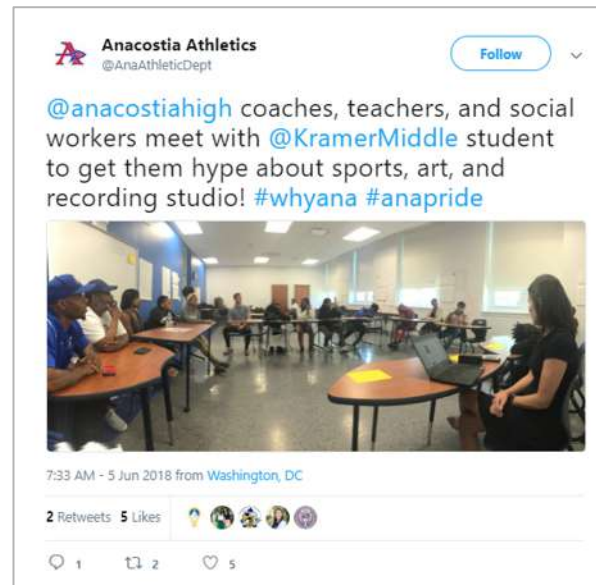 Anacostia Athletics
@AnaAthleticDept
Follow
@anacostiahigh coaches, teachers, and social
workers meet with @KramerMiddle student
to get them hype about sports, art, and
recording studio! #whyana #anapride
7:33 AM - 5 Jun 2018 from Washington, DC
2 Retweets 5 Likes
1 2 5